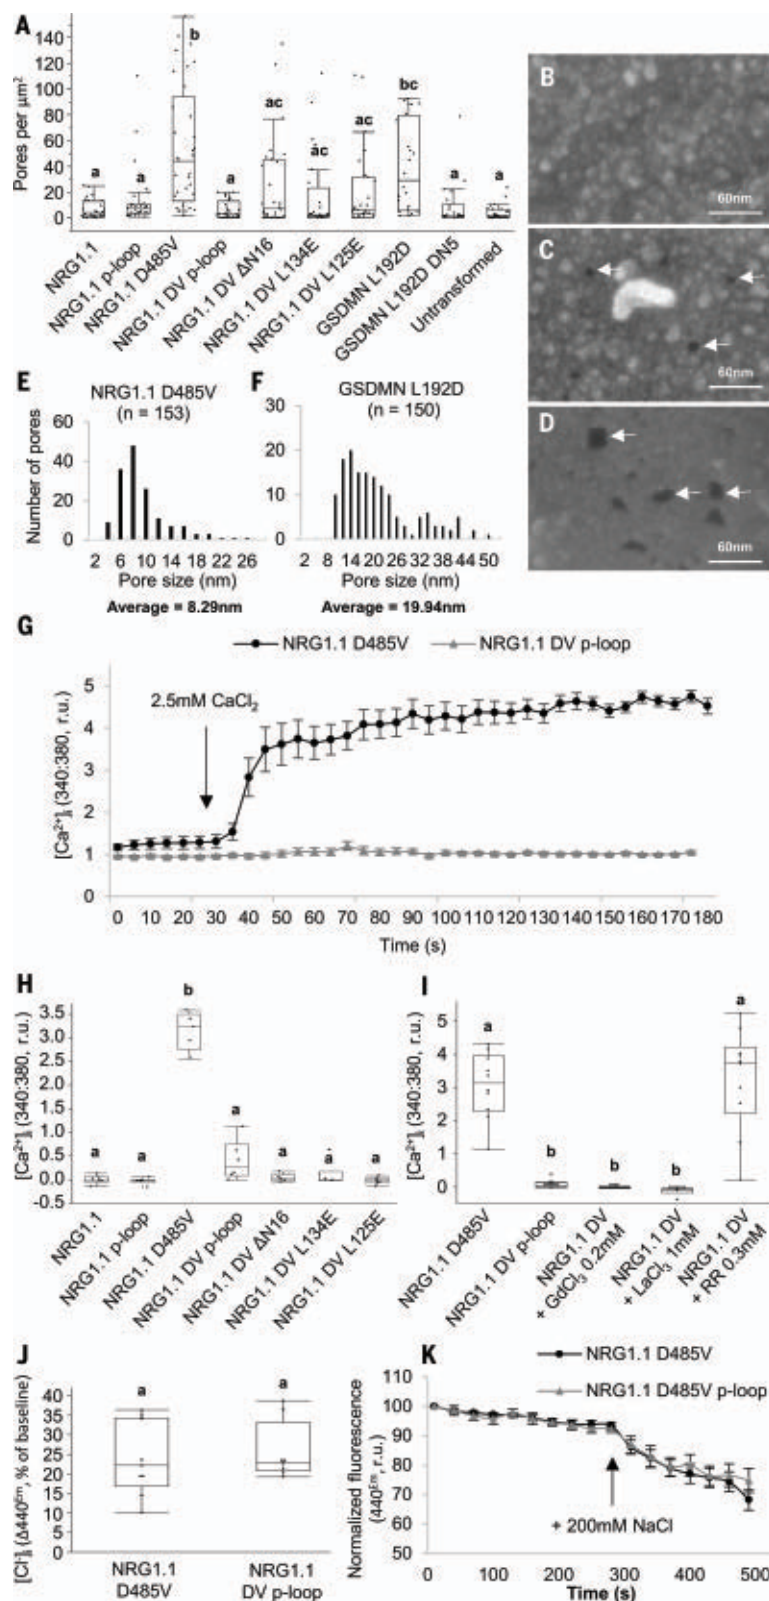 A
Pores per μm²
140
120
100
80
60
40
20
0
a
a
b
a
ac
ac
ac
bc
a
a
NRG1.1
NRG1.1 p-loop
NRG1.1 D485V
NRG1.1 DV p-loop
NRG1.1 DV ΔN16
NRG1.1 DV L134E
NRG1.1 DV L125E
GSDMN L192D
GSDMN L192D DN5
Untransformed
B
60nm
C
60nm
D
60nm
E
NRG1.1 D485V
(n = 153)
Number of pores
60
40
20
0
2 6 10 14 18 22 26
Pore size (nm)
Average = 8.29nm
F
GSDMN L192D
(n = 150)
30
20
10
0
2 8 14 20 26 32 38 44 50
Pore size (nm)
Average = 19.94nm
G
NRG1.1 D485V
NRG1.1 DV p-loop
[Ca²⁺]ᵢ (340:380, r.u.)
5
4
3
2
1
0
2.5mM CaCl₂
0 10 20 30 40 50 60 70 80 90 100 110 120 130 140 150 160 170 180
Time (s)
H
[Ca²⁺]ᵢ (340:380, r.u.)
3.5
3.0
2.5
2.0
1.5
1.0
0.5
0.0
-0.5
a
a
b
a
a
a
a
NRG1.1
NRG1.1 p-loop
NRG1.1 D485V
NRG1.1 DV p-loop
NRG1.1 DV ΔN16
NRG1.1 DV L134E
NRG1.1 DV L125E
I
[Ca²⁺]ᵢ (340:380, r.u.)
5
4
3
2
1
0
a
b
b
b
a
NRG1.1 D485V
NRG1.1 DV p-loop
NRG1.1 DV
+ GdCl₃ 0.2mM
NRG1.1 DV
+ LaCl₃ 1mM
NRG1.1 DV
+ RR 0.3mM
J
[Cl⁻]ᵢ (Δ440ᴱᵐ, % of baseline)
40
35
30
25
20
15
10
5
0
a
a
NRG1.1
D485V
NRG1.1
DV p-loop
K
NRG1.1 D485V
NRG1.1 D485V p-loop
Normalized fluorescence
(440ᴱᵐ, r.u.)
110
100
90
80
70
60
50
+ 200mM NaCl
0 100 200 300 400 500
Time (s)